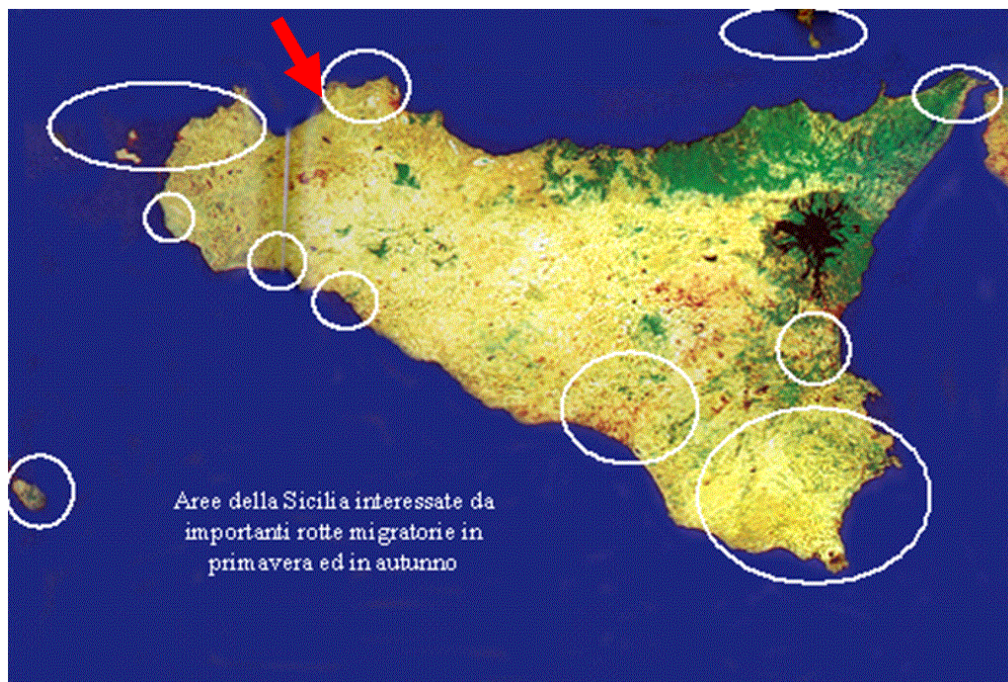 Aree della Sicilia interessate da
importanti rotte migratorie in
primavera ed in autunno